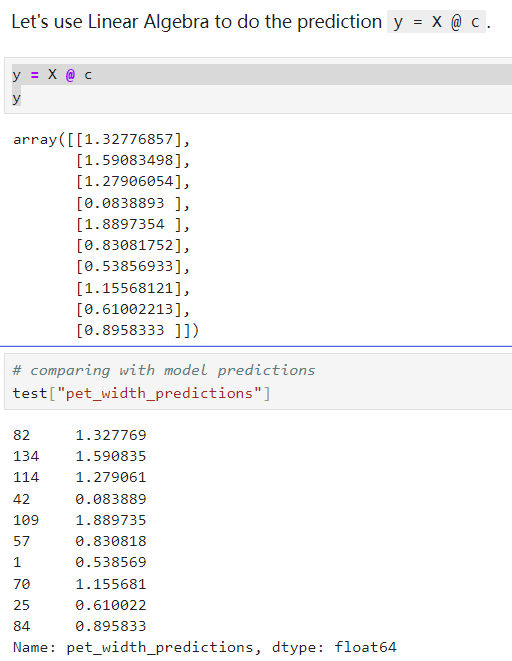 Let's use Linear Algebra to do the prediction y = X @ c.
y = X @ c
y
array([[1.32776857],
[1.59083498],
[1.27906054],
[0.0838893 ],
[1.8897354 ],
[0.83081752],
[0.53856933],
[1.15568121],
[0.61002213],
[0.8958333 ]])
# comparing with model predictions
test["pet_width_predictions"]
82 1.327769
134 1.590835
114 1.279061
42 0.083889
109 1.889735
57 0.830818
1 0.538569
70 1.155681
25 0.610022
84 0.895833
Name: pet_width_predictions, dtype: float64